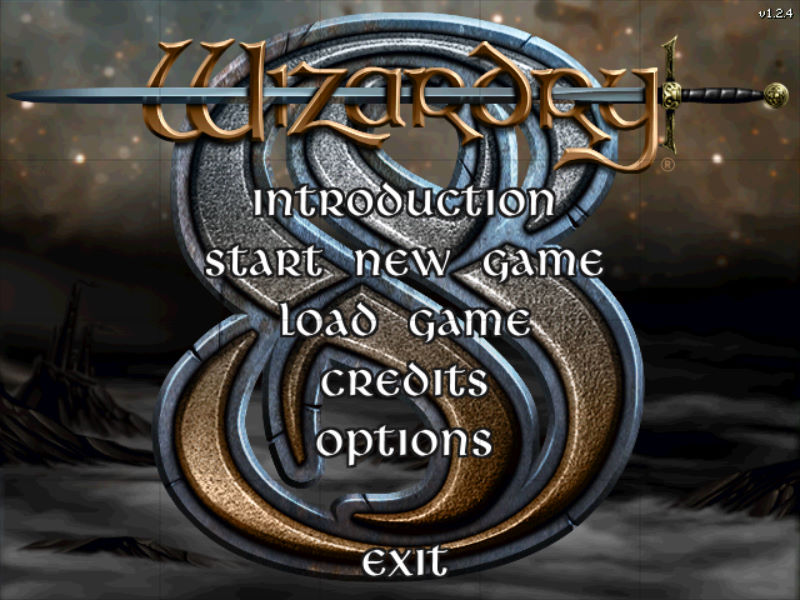 v1.2.4
Wizardry
®
8
introduction
start new game
load game
credits
options
exit